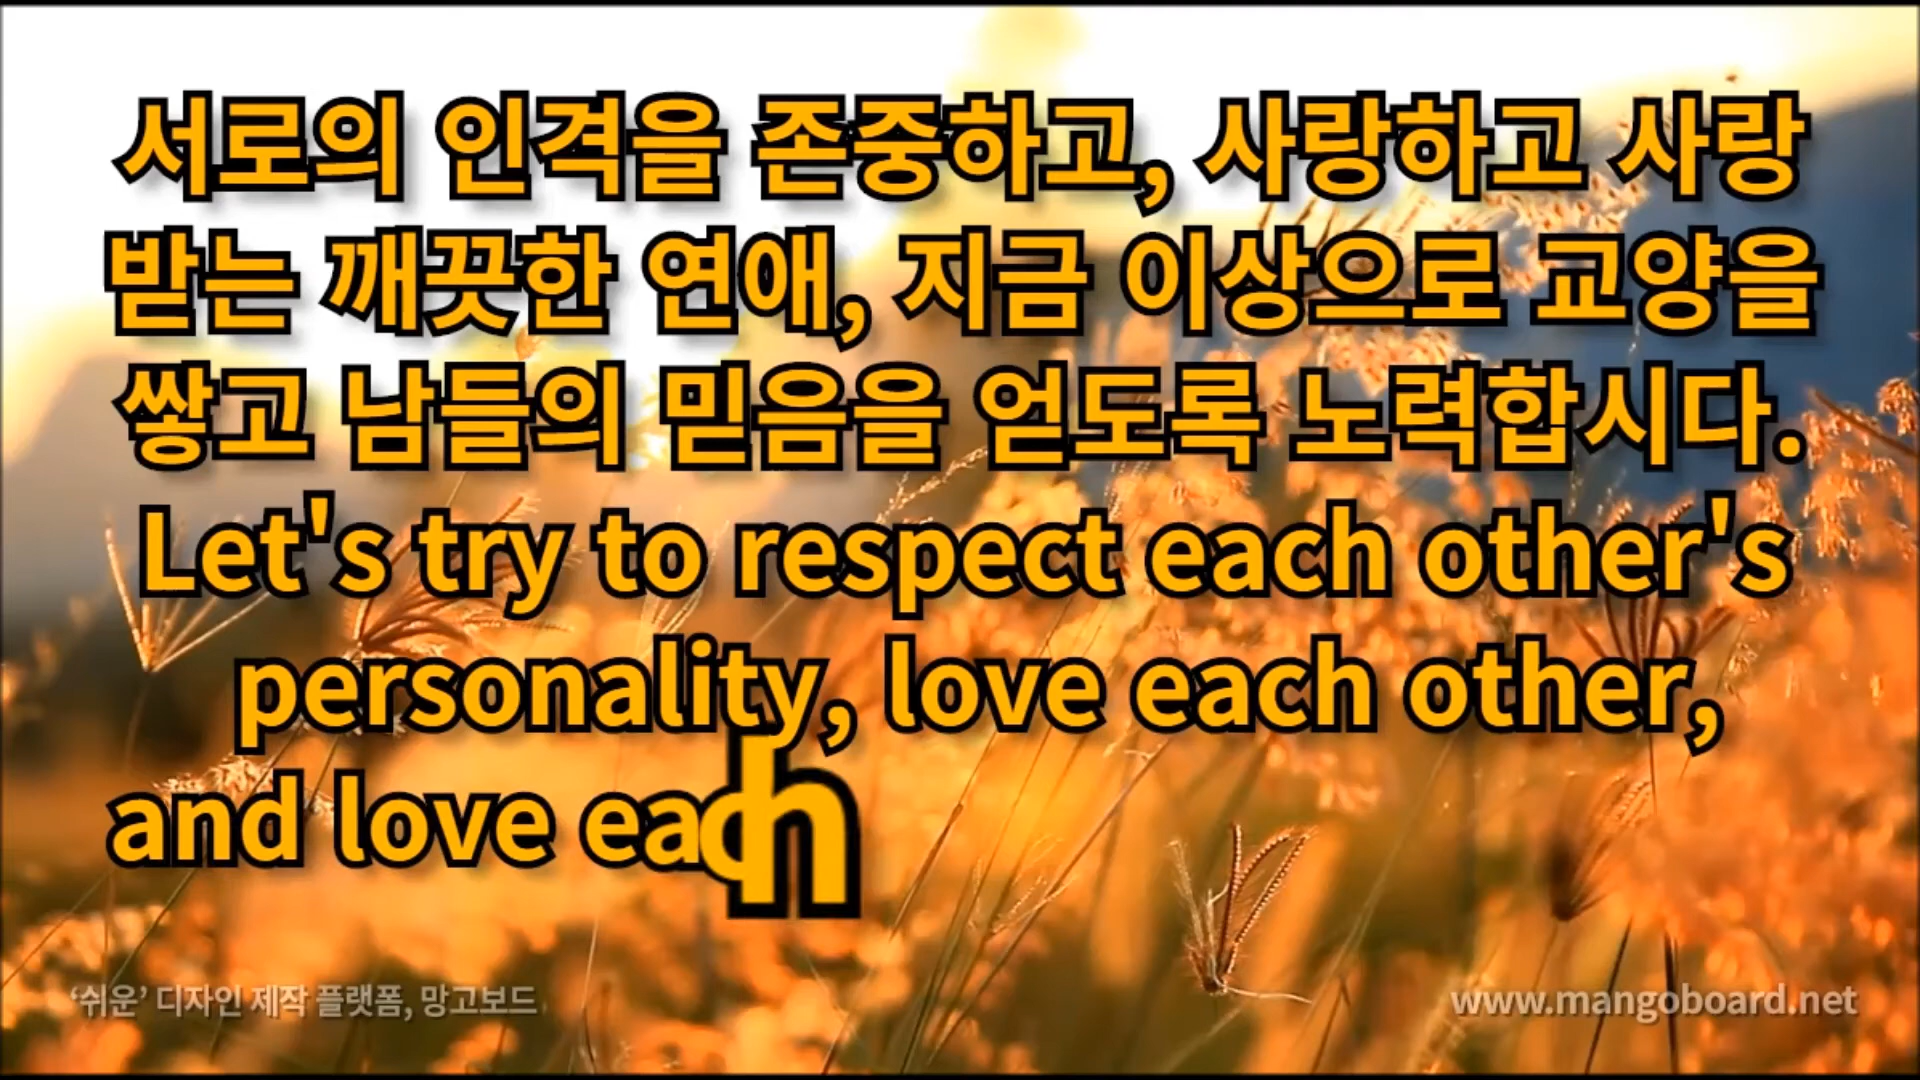 서로의 인격을 존중하고, 사랑하고 사랑
받는 깨끗한 연애, 지금 이상으로 교양을
쌓고 남들의 믿음을 얻도록 노력합시다.
Let's try to respect each other's
personality, love each other,
and love each
‘쉬운’ 디자인 제작 플랫폼, 망고보드
www.mangoboard.net